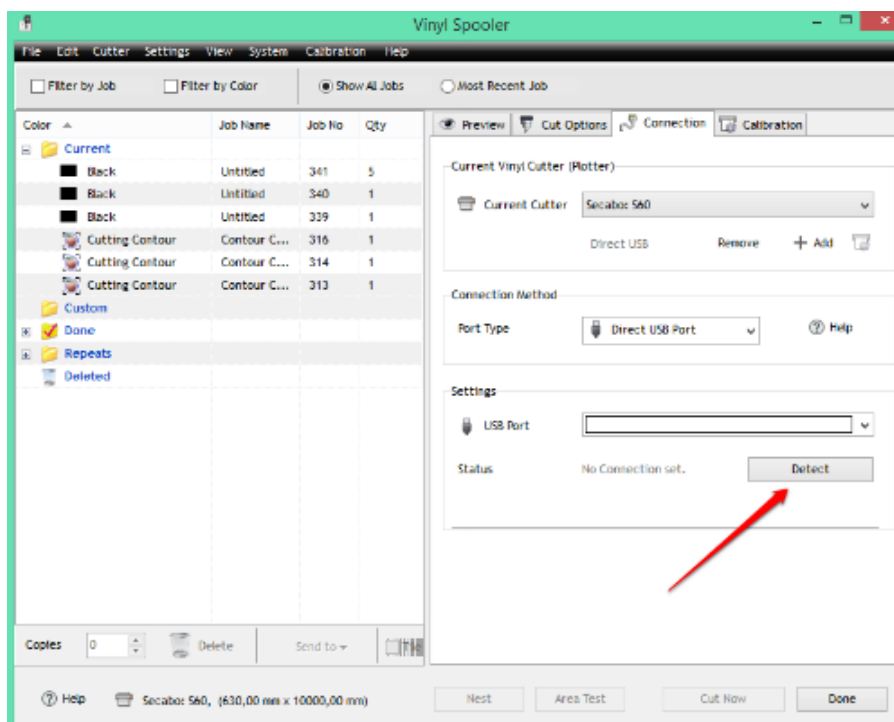 Vinyl Spooler
File Edit Cutter Settings View System Calibration Help
Filter by Job Filter by Color Show All Jobs Most Recent Job
Color Job Name Job No Qty
Current
Black Untitled 341 5
Black Untitled 340 1
Black Untitled 339 1
Cutting Contour Contour C... 316 1
Cutting Contour Contour C... 314 1
Cutting Contour Contour C... 313 1
Custom
Done
Repeats
Deleted
Copies 0 Delete Send to
Preview Cut Options Connection Calibration
Current Vinyl Cutter (Plotter)
Current Cutter Secabo: S60
Direct USB Remove + Add
Connection Method
Port Type Direct USB Port Help
Settings
USB Port
Status No Connection set. Detect
Help Secabo: S60, (630,00 mm x 10000,00 mm) Nest Area Test Cut Now Done